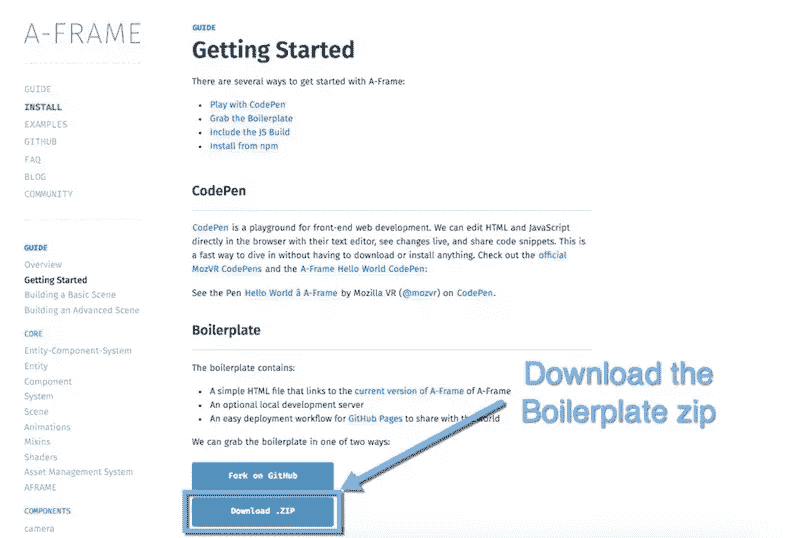 A-FRAME
GUIDE
INSTALL
EXAMPLES
GITHUB
FAQ
BLOG
COMMUNITY
GUIDE
Overview
Getting Started
Building a Basic Scene
Building an Advanced Scene
CORE
Entity-Component-System
Entity
Component
System
Scene
Animations
Mixins
Shaders
Asset Management System
AFRAME
COMPONENTS
camera
GUIDE
Getting Started
There are several ways to get started with A-Frame:
• Play with CodePen
• Grab the Boilerplate
• Include the JS Build
• Install from npm
CodePen
CodePen is a playground for front-end web development. We can edit HTML and JavaScript
directly in the browser with their text editor, see changes live, and share code snippets. This is
a fast way to dive in without having to download or install anything. Check out the official
MozVR CodePens and the A-Frame Hello World CodePen:
See the Pen Hello World â A-Frame by Mozilla VR (@mozvr) on CodePen.
Boilerplate
The boilerplate contains:
• A simple HTML file that links to the current version of A-Frame of A-Frame
• An optional local development server
• An easy deployment workflow for GitHub Pages to share with the world
We can grab the boilerplate in one of two ways:
Fork on GitHub
Download .ZIP
Download the
Boilerplate zip